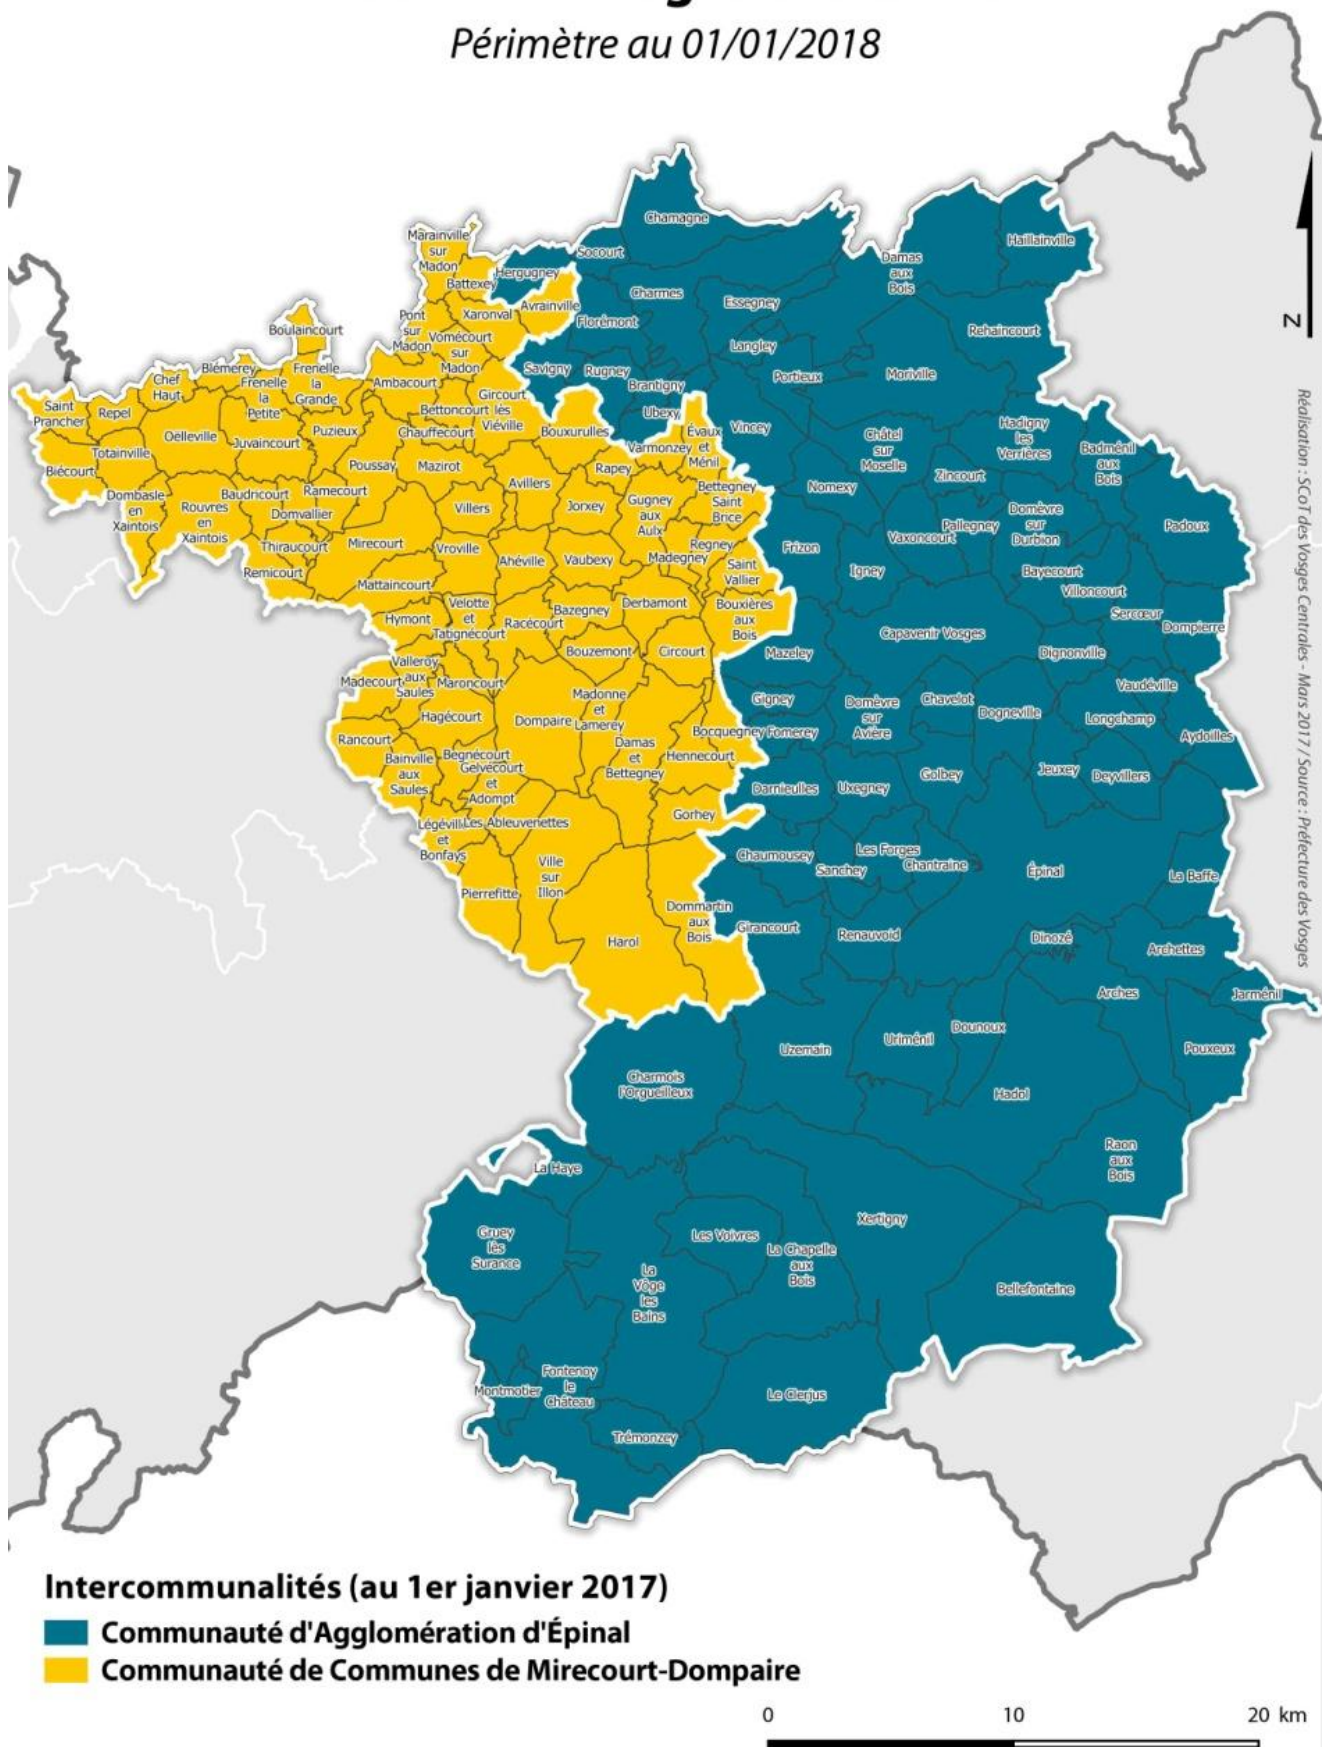 Périmètre au 01/01/2018
Chamagne
Haillainville
Marainville
sur
Madon
Socourt
Hergugney
Damas
aux
Bois
Battexey
Charmes
Essegney
Avrainville
Xaronval
Florémont
Boulaincourt
Pont
sur
Madon
Vomécourt
sur
Madon
Rehaincourt
Langley
Blémerey
Frenelle
la
Grande
Savigny
Rugney
Portieux
Moriville
Chef
Haut
Frenelle
la
Petite
Ambacourt
Brantigny
Girecourt lès
Viéville
Saint
Prancher
Repel
Bettoncourt
Ubexy
Oëlleville
Juvaincourt
Puzieux
Chauffecourt
Bouxurulles
Évaux
et
Ménil
Vincey
Châtel
sur
Moselle
Hadigny
les
Verrières
Badménil
aux
Bois
Totainville
Varmonzey
Biécourt
Poussay
Mazirot
Rapey
Zincourt
Avillers
Bettegney
Saint
Brice
Nomexy
Dombasle
en
Xaintois
Rouvres
en
Xaintois
Baudricourt
Ramecourt
Domvallier
Villers
Jorxey
Gugney
aux
Aulx
Domèvre
sur
Durbion
Pallegney
Padoux
Vaxoncourt
Thiraucourt
Mirecourt
Vroville
Ahéville
Vaubexy
Madegney
Regney
Frizon
Saint
Vallier
Igney
Bayecourt
Remicourt
Mattaincourt
Villoncourt
Hymont
Velotte
et
Tatignécourt
Racécourt
Bazegney
Derbamont
Bouxières
aux
Bois
Sercœur
Dompierre
Capavenir Vosges
Bouzemont
Circourt
Mazeley
Dignonville
Valleroy
aux
Saules
Madecourt
Maroncourt
Vaudéville
Madonne
et
Lamerey
Gigney
Domèvre
sur
Avière
Chavelot
Dogneville
Longchamp
Hagécourt
Dompaire
Rancourt
Bocquegney
Fomerey
Aydoilles
Damas
et
Bettegney
Hennecourt
Bainville
aux
Saules
Begnécourt
Gelvécourt
et
Adompt
Golbey
Jeuxey
Deyvillers
Darnieulles
Uxegney
Gorhey
Légéville
et
Bonfays
Les Ableuvenettes
Chaumousey
Les Forges
Sanchey
Chantraine
Épinal
La Baffe
Ville
sur
Illon
Pierrefitte
Dommartin
aux
Bois
Girancourt
Renauvoid
Dinozé
Archettes
Harol
Arches
Jarménil
Dounoux
Uriménil
Uzemain
Pouxeux
Charmois
l'Orgueilleux
Hadol
Raon
aux
Bois
La Haye
Xertigny
Gruey
lès
Surance
Les Voivres
La Chapelle
aux
Bois
La
Vôge
les
Bains
Bellefontaine
Fontenoy
le
Château
Montmotier
Le Clerjus
Trémonzey
N
Réalisation : SCoT des Vosges Centrales - Mars 2017 / Source : Préfecture des Vosges
Intercommunalités (au 1er janvier 2017)
Communauté d'Agglomération d'Épinal
Communauté de Communes de Mirecourt-Dompaire
0 10 20 km